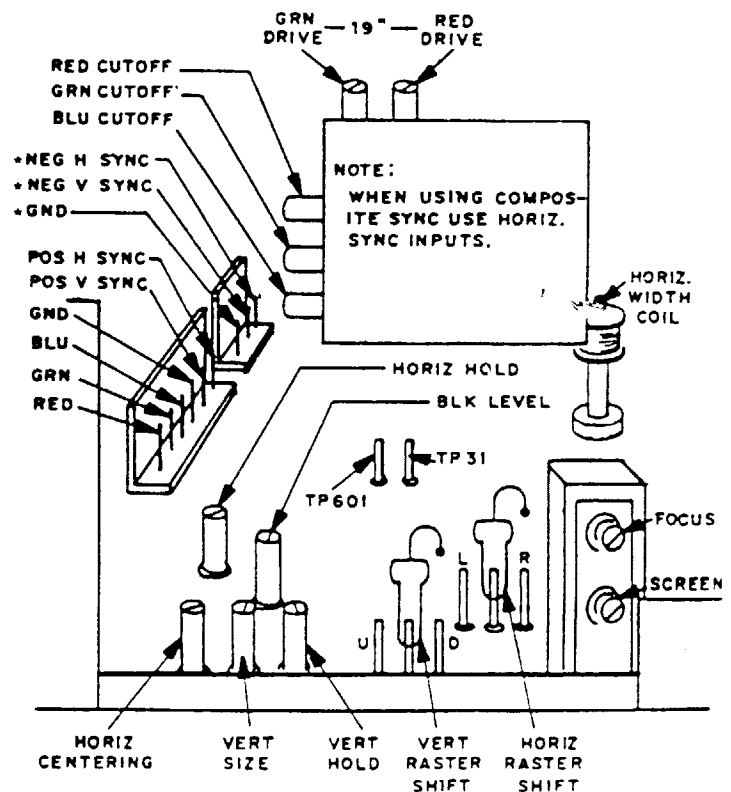 GRN DRIVE — 19" — RED DRIVE
RED CUTOFF
GRN CUTOFF
BLU CUTOFF
*NEG H SYNC
*NEG V SYNC
*GND
POS H SYNC
POS V SYNC
GND
BLU
GRN
RED
NOTE:
WHEN USING COMPOS-
ITE SYNC USE HORIZ.
SYNC INPUTS.
HORIZ.
WIDTH
COIL
HORIZ HOLD
BLK LEVEL
TP31
TP601
FOCUS
SCREEN
L
R
U
D
HORIZ
CENTERING
VERT
SIZE
VERT
HOLD
VERT
RASTER
SHIFT
HORIZ
RASTER
SHIFT